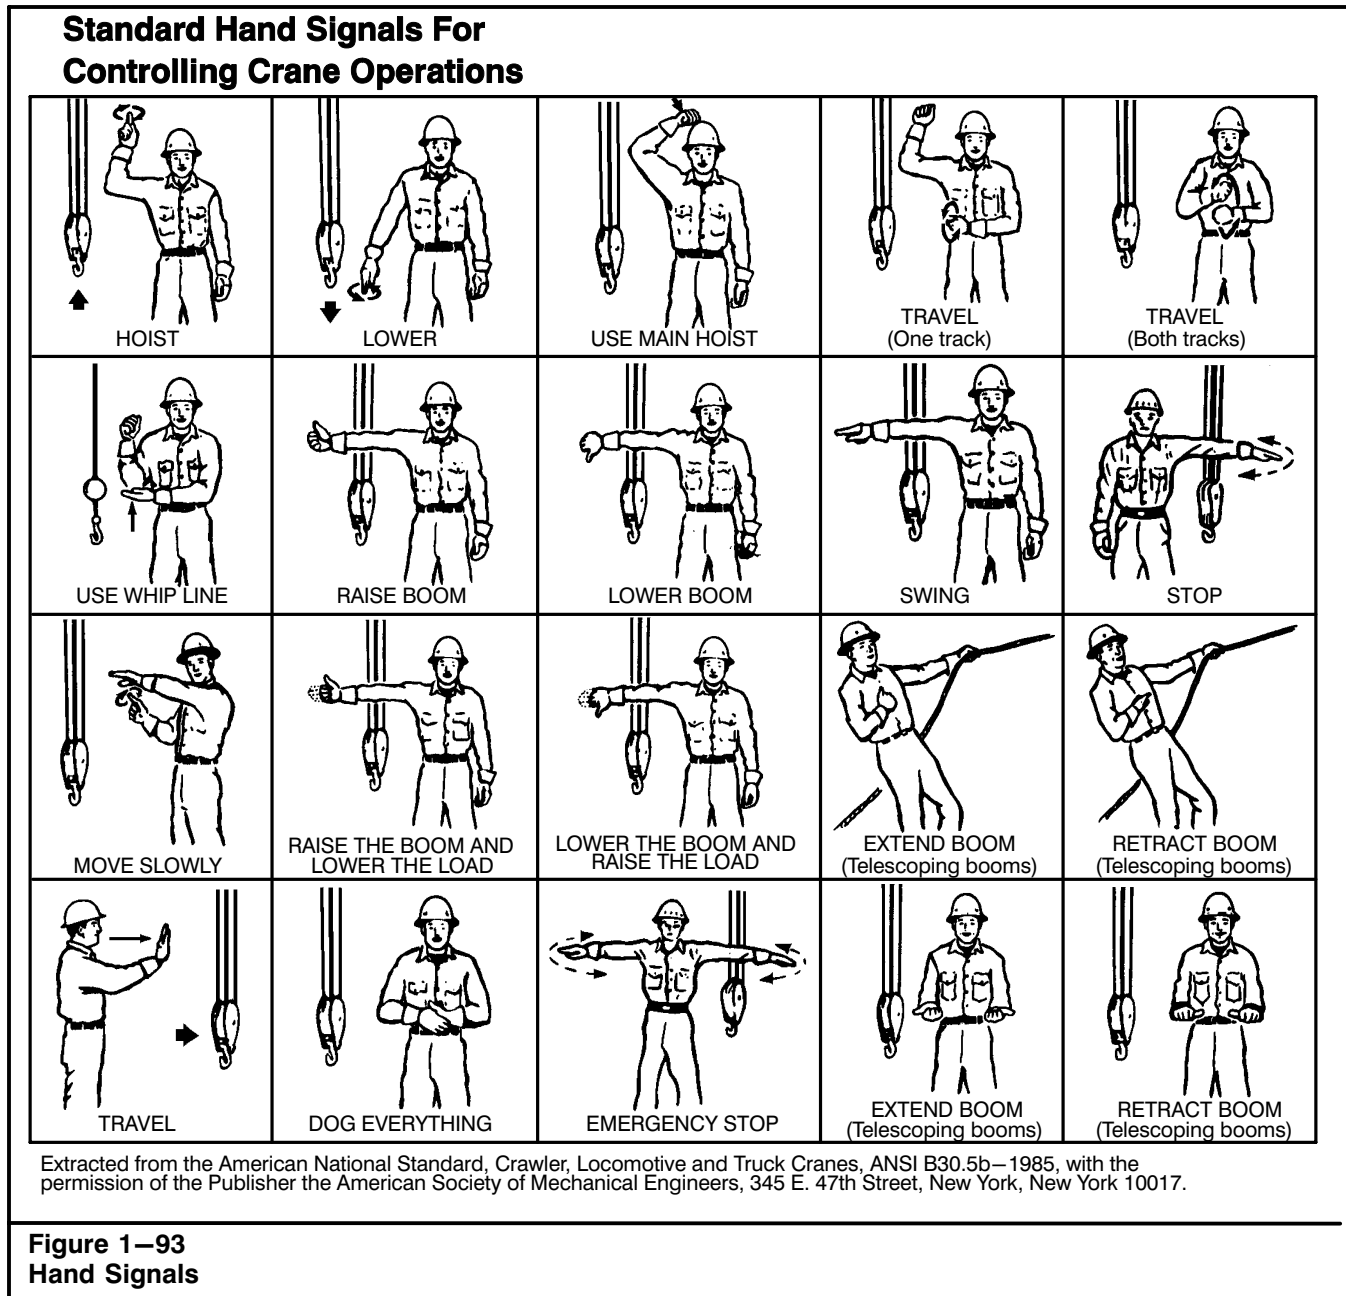 Standard Hand Signals For
Controlling Crane Operations
HOIST
LOWER
USE MAIN HOIST
TRAVEL
(One track)
TRAVEL
(Both tracks)
USE WHIP LINE
RAISE BOOM
LOWER BOOM
SWING
STOP
MOVE SLOWLY
RAISE THE BOOM AND
LOWER THE LOAD
LOWER THE BOOM AND
RAISE THE LOAD
EXTEND BOOM
(Telescoping booms)
RETRACT BOOM
(Telescoping booms)
TRAVEL
DOG EVERYTHING
EMERGENCY STOP
EXTEND BOOM
(Telescoping booms)
RETRACT BOOM
(Telescoping booms)
Extracted from the American National Standard, Crawler, Locomotive and Truck Cranes, ANSI B30.5b—1985, with the
permission of the Publisher the American Society of Mechanical Engineers, 345 E. 47th Street, New York, New York 10017.
Figure 1—93
Hand Signals